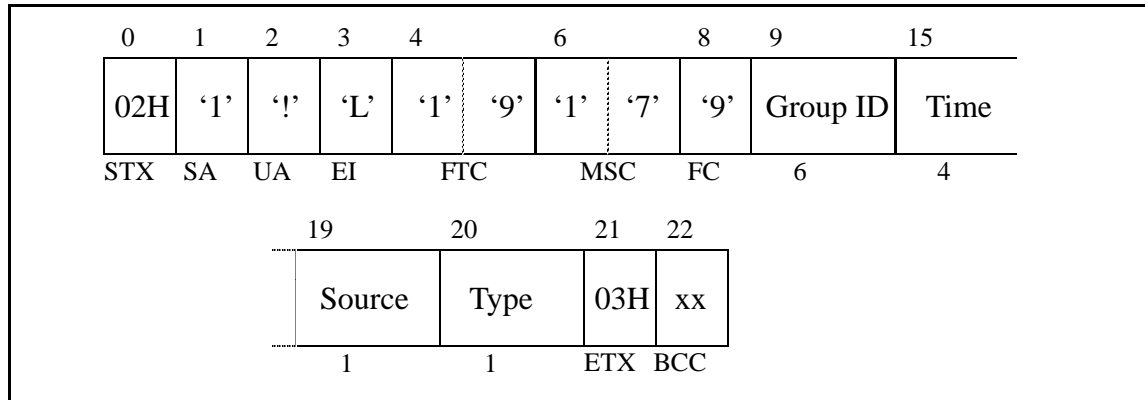 0 1 2 3 4 6 8 9 15
02H ‘1’ ‘!’ ‘L’ ‘1’ ‘9’ ‘1’ ‘7’ ‘9’ Group ID Time
STX SA UA EI FTC MSC FC 6 4
19 20 21 22
Source Type 03H xx
1 1 ETX BCC